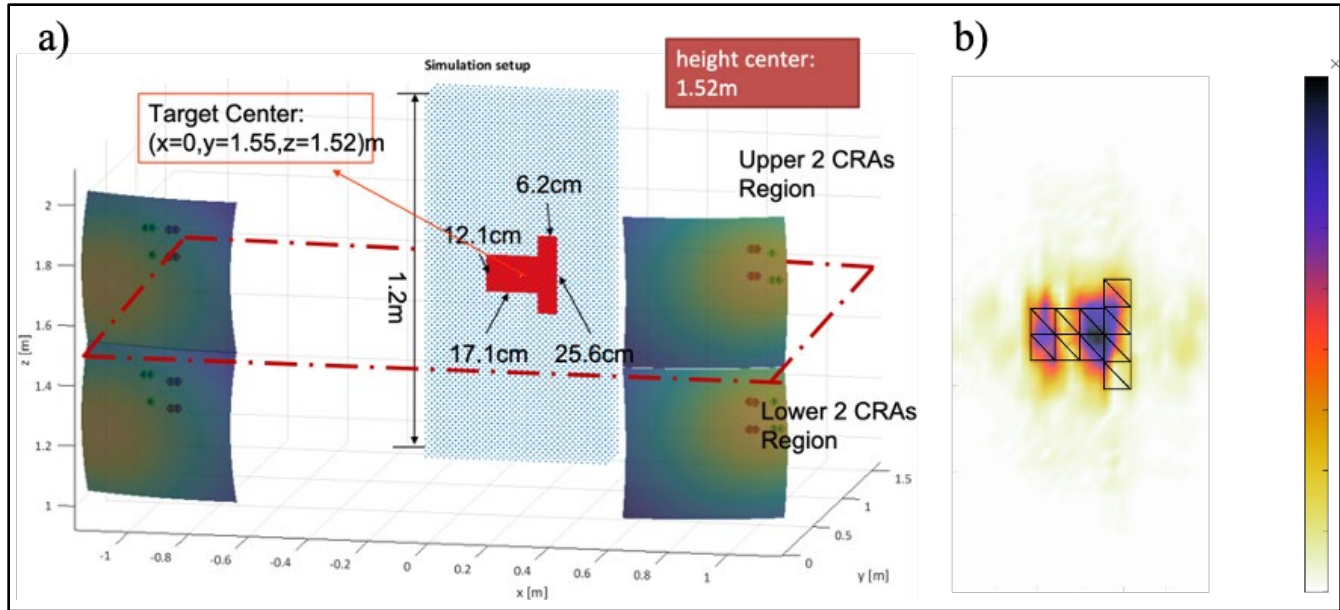 a)
b)
Simulation setup
height center:
1.52m
Target Center:
(x=0,y=1.55,z=1.52)m
Upper 2 CRAs
Region
6.2cm
12.1cm
1.2m
17.1cm
25.6cm
Lower 2 CRAs
Region
2
1.8
1.6
1.4
1.2
1
z [m]
-1
-0.8
-0.6
-0.4
-0.2
0
0.2
0.4
0.6
0.8
1
x [m]
0
0.5
1
1.5
y [m]
×